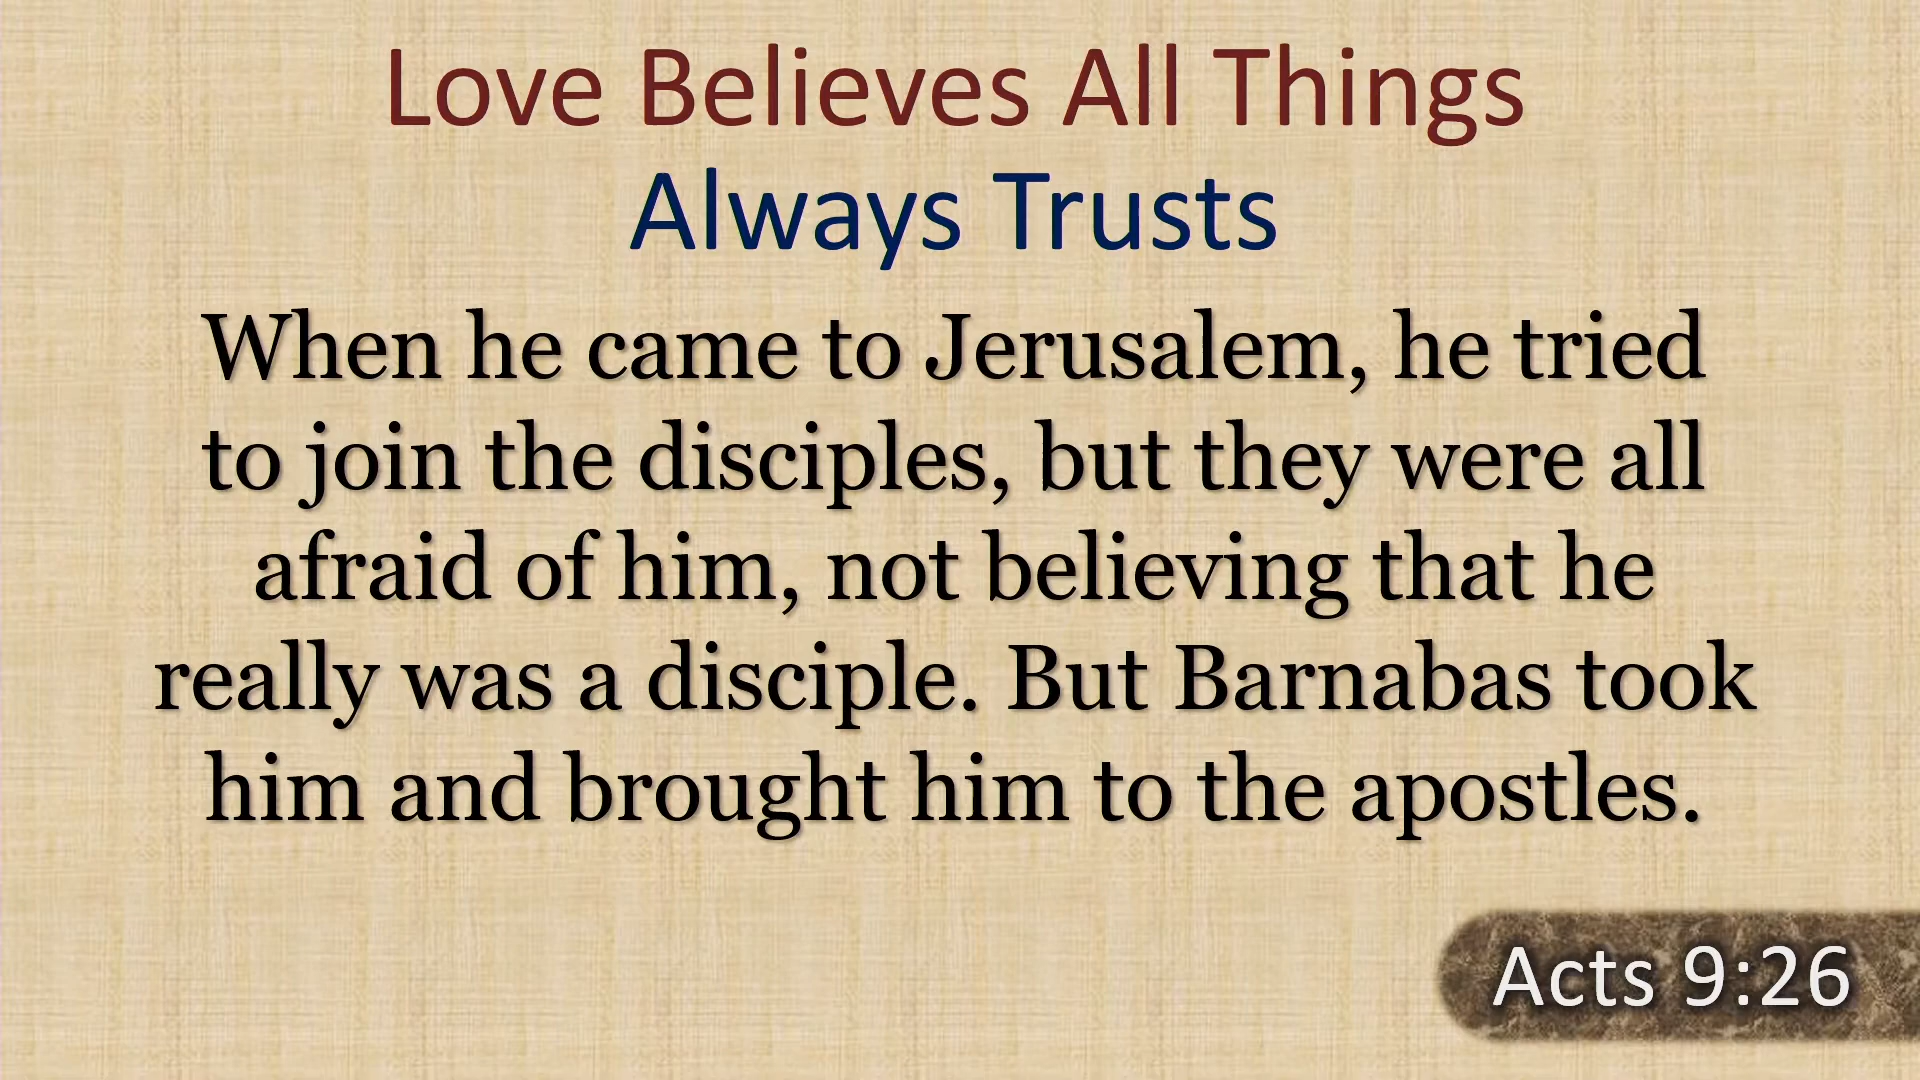 Love Believes All Things
Always Trusts
When he came to Jerusalem, he tried
to join the disciples, but they were all
afraid of him, not believing that he
really was a disciple. But Barnabas took
him and brought him to the apostles.
Acts 9:26